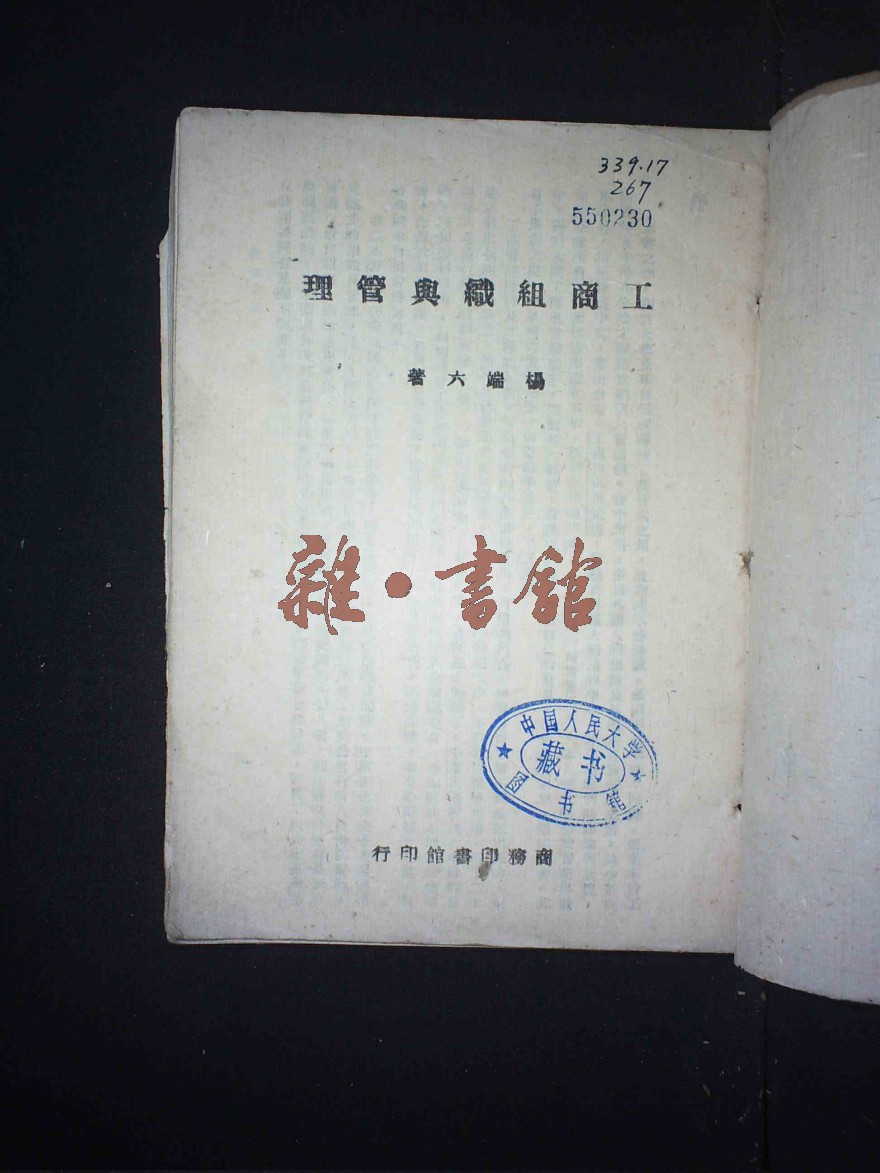 339.17
267
550230
工商組織與管理
楊端六著
雜·書館
中国人民大学
藏书
图书馆
商務印書館印行